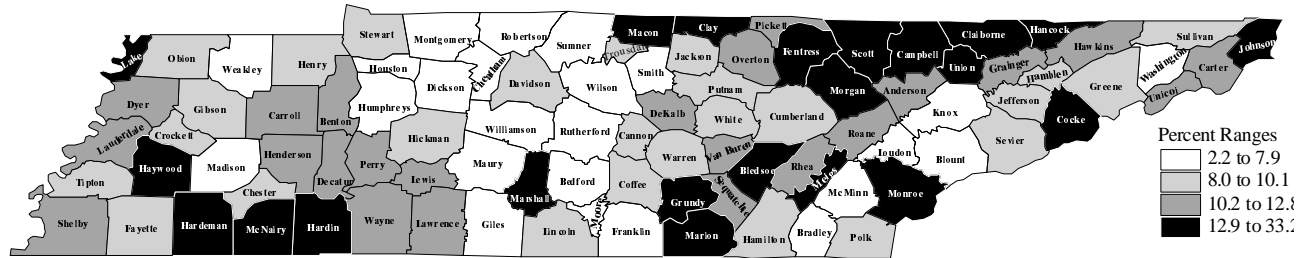 Stewart
Montgomery
Robertson
Sumner
Macon
Clay
Pickett
Claiborne
Hancock
Sullivan
Johnson
Lake
Obion
Weakley
Henry
Houston
Cheatham
Trousdale
Jackson
Overton
Fentress
Scott
Campbell
Union
Grainger
Hawkins
Hamblen
Washington
Carter
Dyer
Gibson
Carroll
Benton
Humphreys
Dickson
Davidson
Wilson
Smith
Putnam
Morgan
Anderson
Knox
Jefferson
Greene
Unicoi
Lauderdale
Crockett
Haywood
Madison
Henderson
Decatur
Perry
Hickman
Williamson
Rutherford
Cannon
DeKalb
White
Cumberland
Roane
Loudon
Blount
Sevier
Cocke
Tipton
Chester
Lewis
Maury
Marshall
Bedford
Coffee
Warren
Van Buren
Bledsoe
Rhea
Meigs
McMinn
Monroe
Shelby
Fayette
Hardeman
McNairy
Hardin
Wayne
Lawrence
Giles
Lincoln
Moore
Franklin
Grundy
Sequatchie
Marion
Hamilton
Bradley
Polk
Percent Ranges
2.2 to 7.9
8.0 to 10.1
10.2 to 12.8
12.9 to 33.2